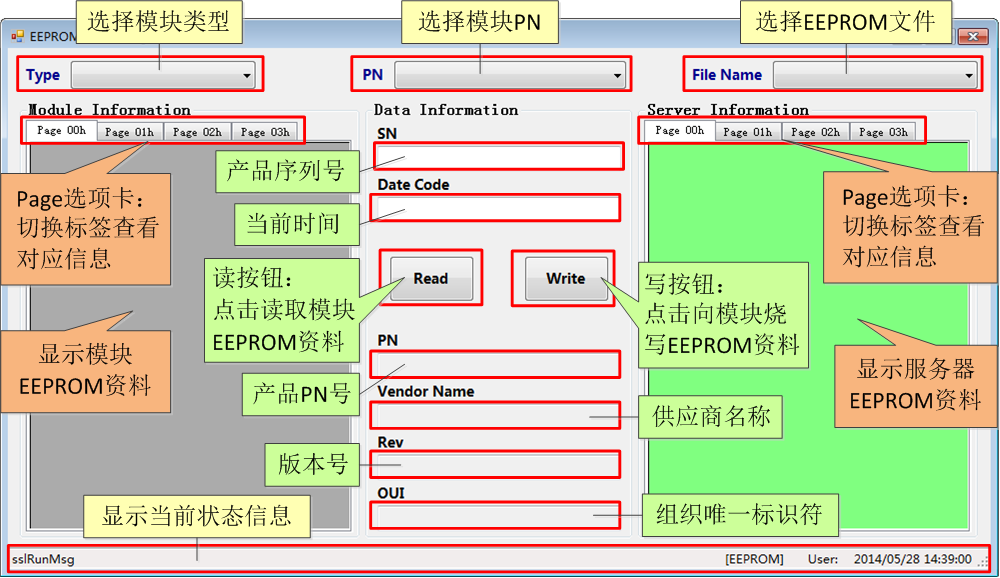 选择模块类型
选择模块PN
选择EEPROM文件
EEPROM
Type
PN
File Name
Module Information
Data Information
Server Information
Page 00h
Page 01h
Page 02h
Page 03h
SN
Page 00h
Page 01h
Page 02h
Page 03h
产品序列号
Date Code
Page选项卡：
切换标签查看
对应信息
当前时间
Page选项卡：
切换标签查看
对应信息
读按钮：
点击读取模块
EEPROM资料
Read
Write
写按钮：
点击向模块烧
写EEPROM资料
显示模块
EEPROM资料
PN
显示服务器
EEPROM资料
产品PN号
Vendor Name
供应商名称
Rev
版本号
OUI
组织唯一标识符
显示当前状态信息
sslRunMsg
[EEPROM]
User:
2014/05/28 14:39:00